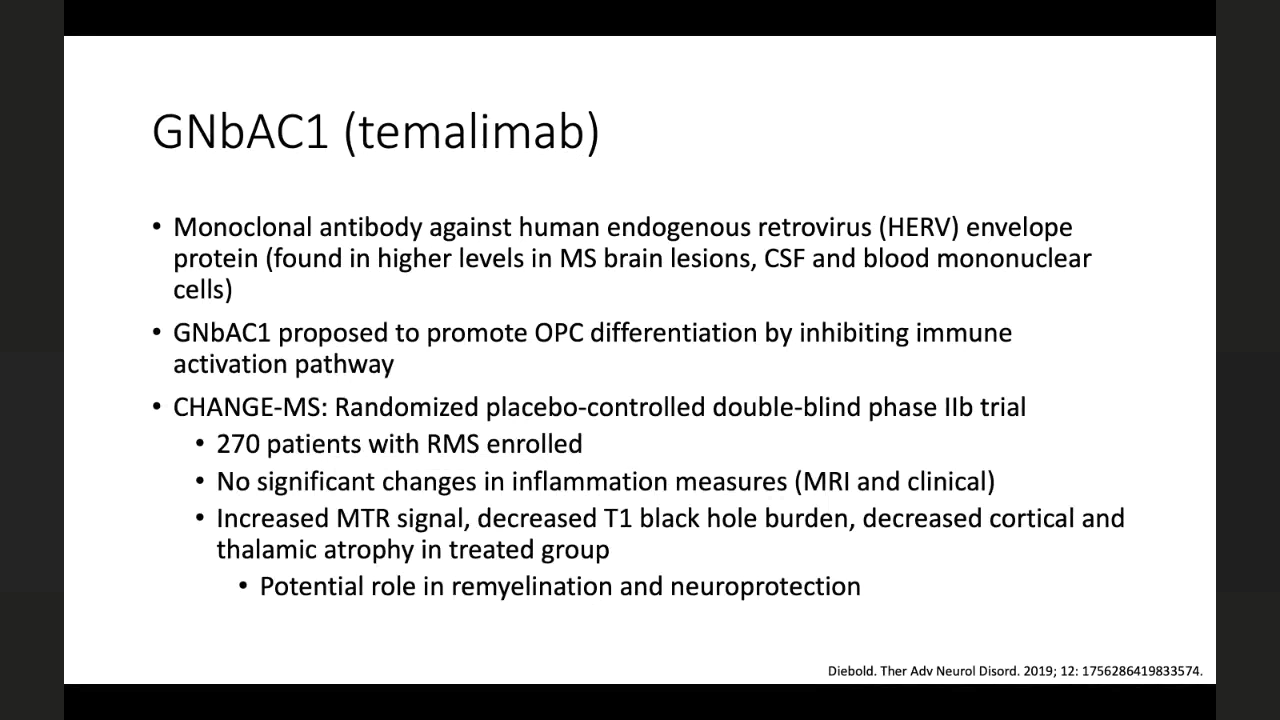 GNbAC1 (temalimab)
• Monoclonal antibody against human endogenous retrovirus (HERV) envelope
protein (found in higher levels in MS brain lesions, CSF and blood mononuclear
cells)
• GNbAC1 proposed to promote OPC differentiation by inhibiting immune
activation pathway
• CHANGE-MS: Randomized placebo-controlled double-blind phase IIb trial
• 270 patients with RMS enrolled
• No significant changes in inflammation measures (MRI and clinical)
• Increased MTR signal, decreased T1 black hole burden, decreased cortical and
thalamic atrophy in treated group
• Potential role in remyelination and neuroprotection
Diebold. Ther Adv Neurol Disord. 2019; 12: 1756286419833574.